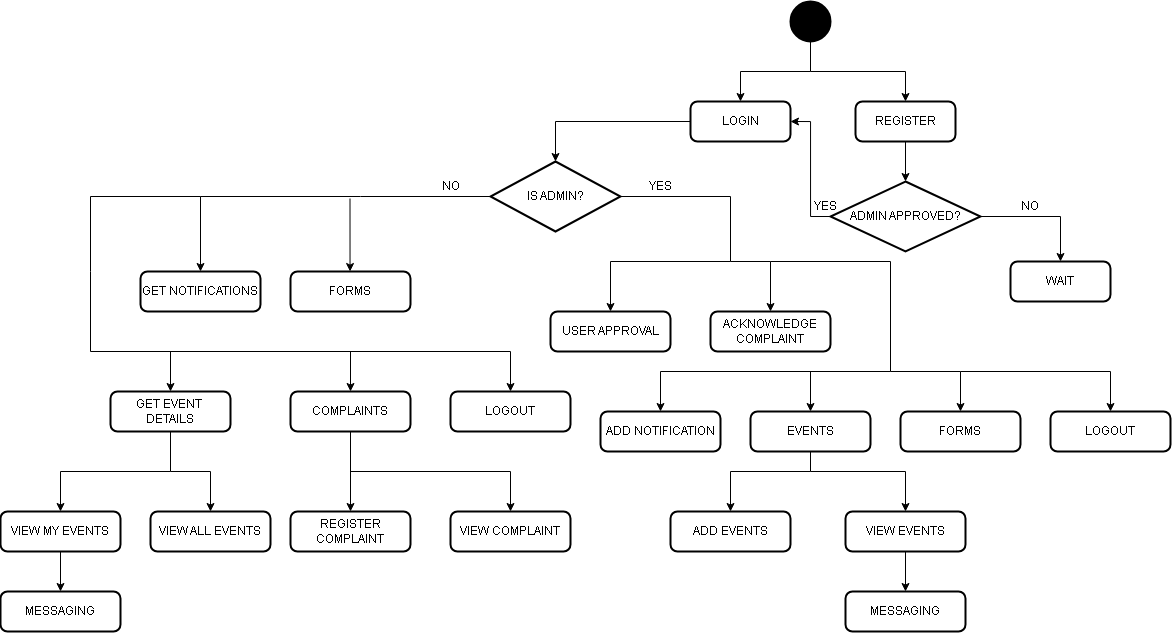 LOGIN
REGISTER
NO
YES
IS ADMIN?
YES
ADMIN APPROVED?
NO
GET NOTIFICATIONS
FORMS
WAIT
USER APPROVAL
ACKNOWLEDGE
COMPLAINT
GET EVENT
DETAILS
COMPLAINTS
LOGOUT
ADD NOTIFICATION
EVENTS
FORMS
LOGOUT
VIEW MY EVENTS
VIEW ALL EVENTS
REGISTER
COMPLAINT
VIEW COMPLAINT
ADD EVENTS
VIEW EVENTS
MESSAGING
MESSAGING